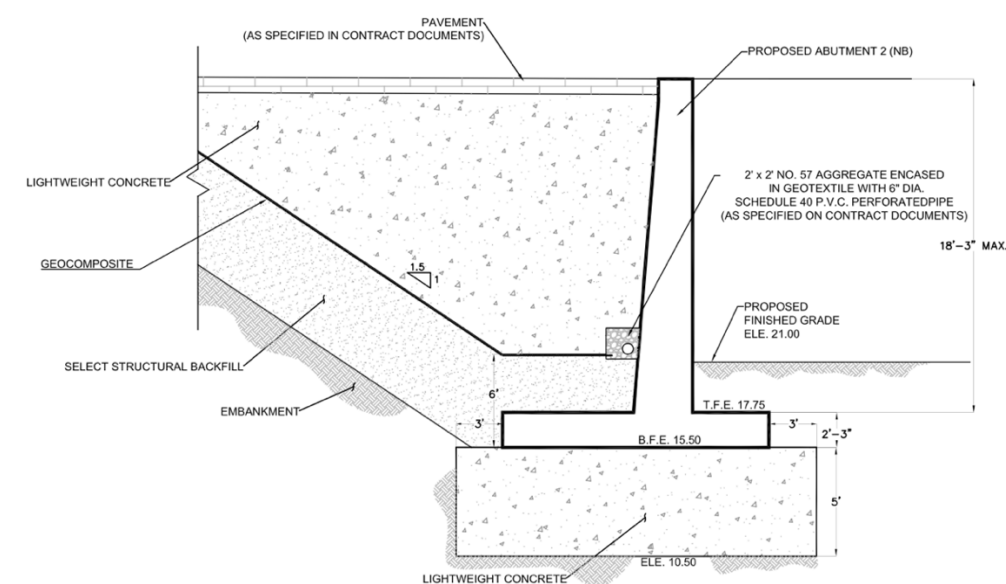 PAVEMENT
(AS SPECIFIED IN CONTRACT DOCUMENTS)
PROPOSED ABUTMENT 2 (NB)
LIGHTWEIGHT CONCRETE
2' x 2' NO. 57 AGGREGATE ENCASED
IN GEOTEXTILE WITH 6" DIA.
SCHEDULE 40 P.V.C. PERFORATEDPIPE
(AS SPECIFIED ON CONTRACT DOCUMENTS)
18'-3" MAX.
GEOCOMPOSITE
1.5
1
PROPOSED
FINISHED GRADE
ELE. 21.00
SELECT STRUCTURAL BACKFILL
EMBANKMENT
6'
T.F.E. 17.75
3'
3'
2'-3"
B.F.E. 15.50
5'
ELE. 10.50
LIGHTWEIGHT CONCRETE